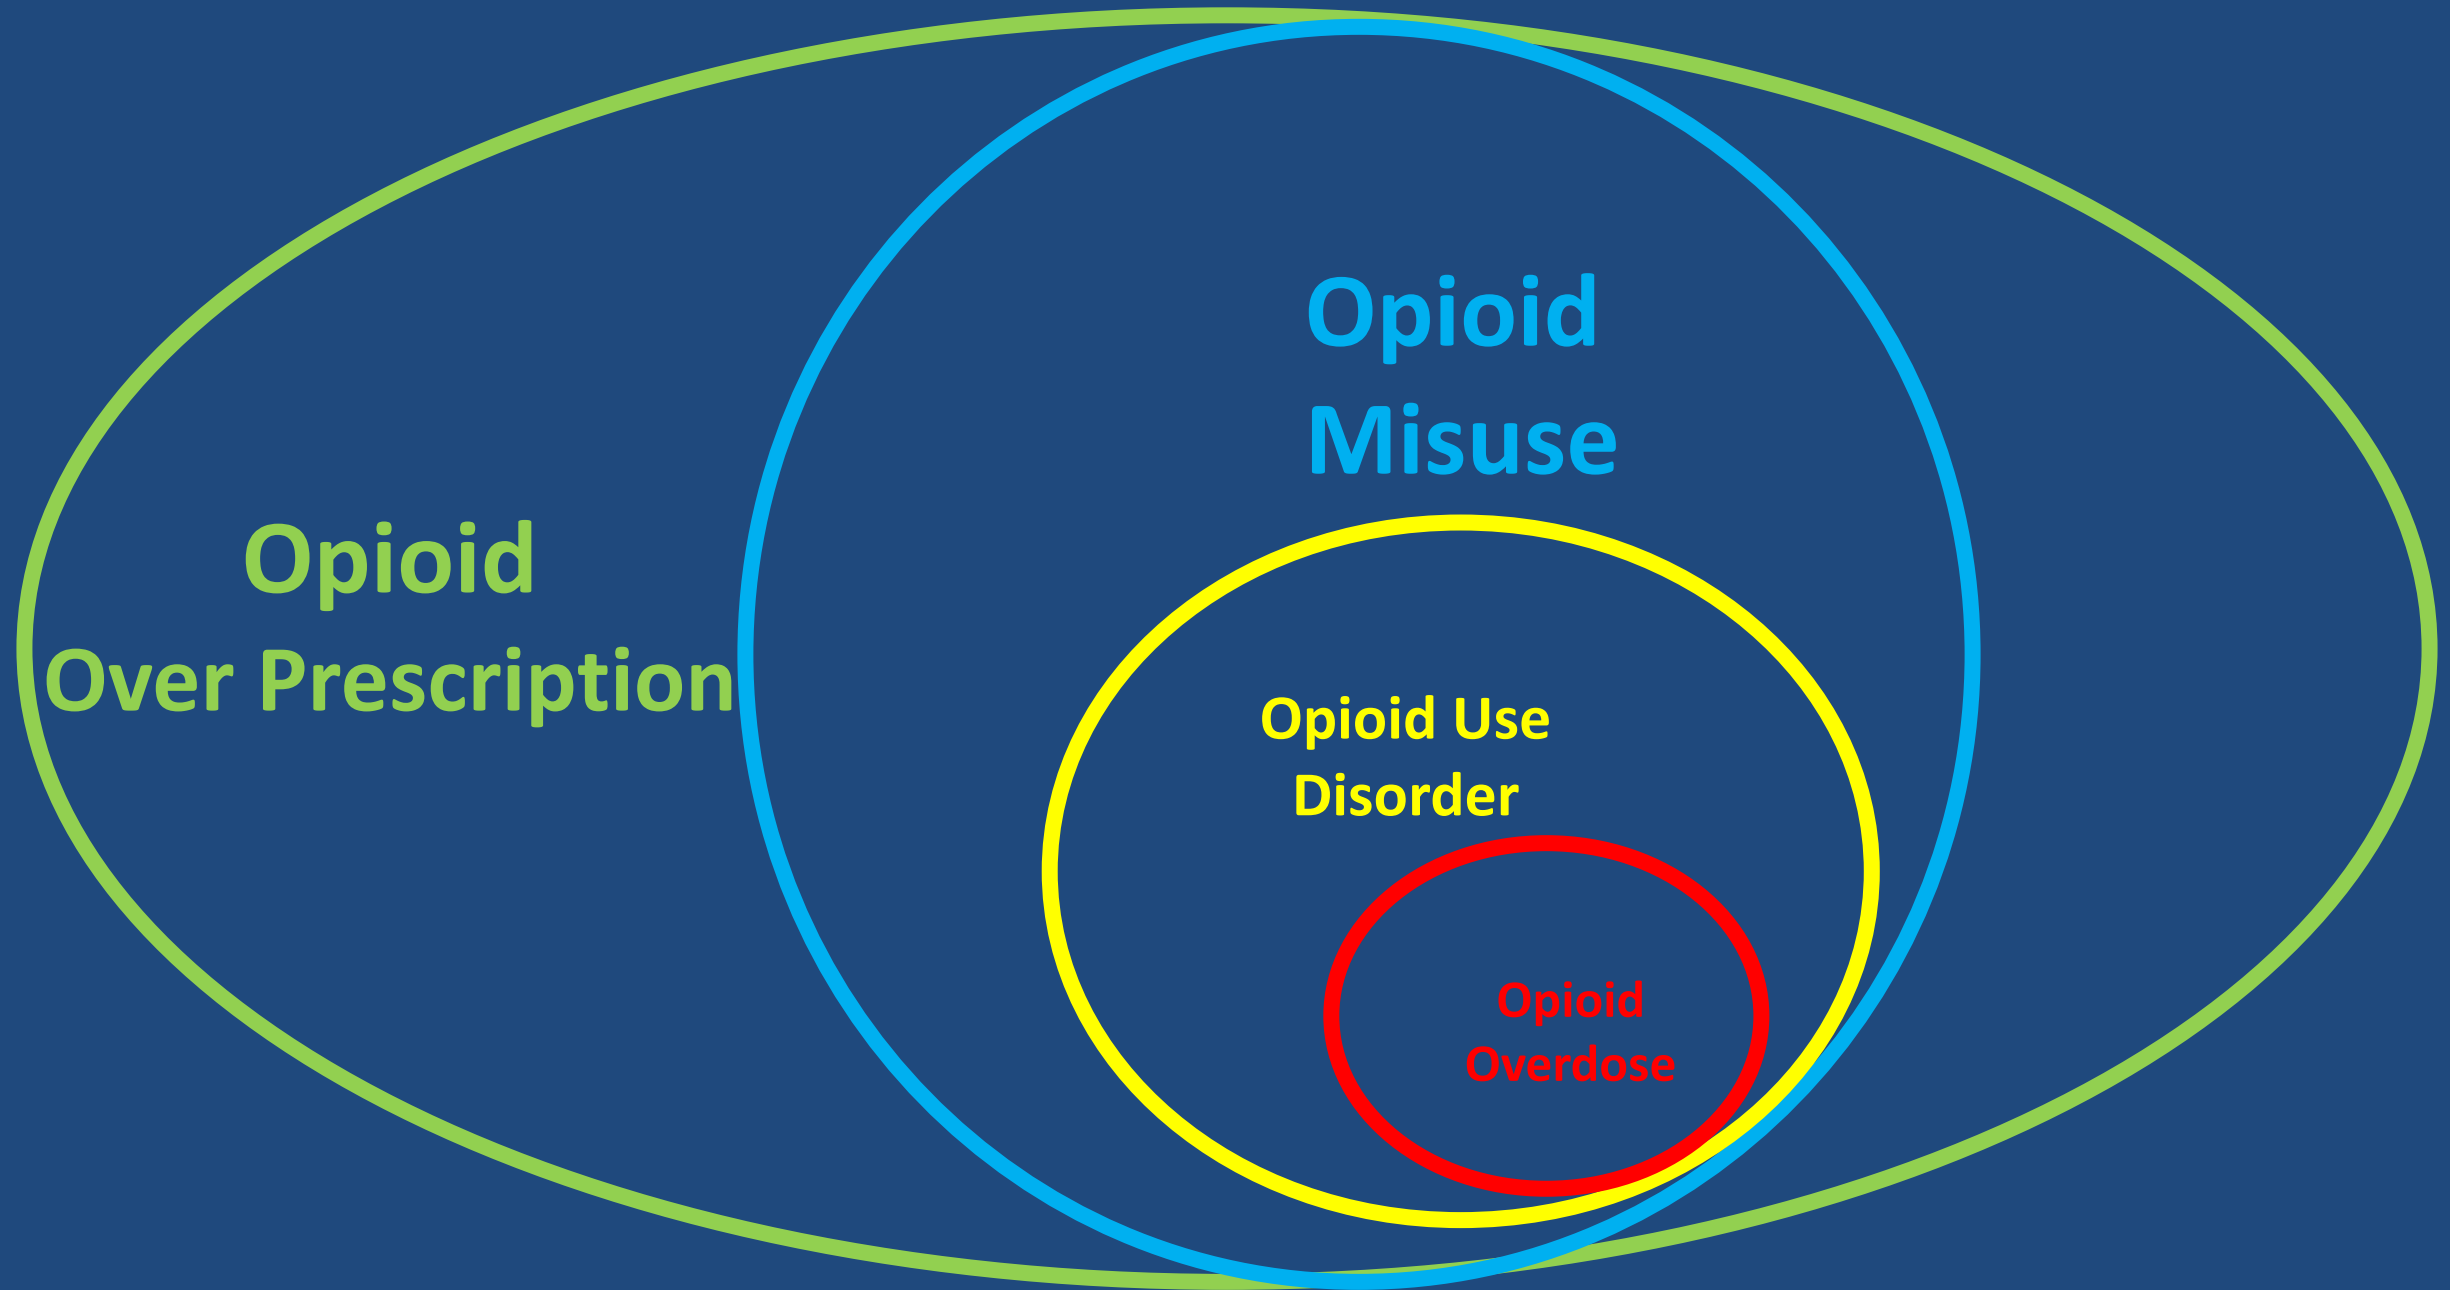 Opioid
Misuse
Opioid
Over Prescription
Opioid Use
Disorder
Opioid
Overdose